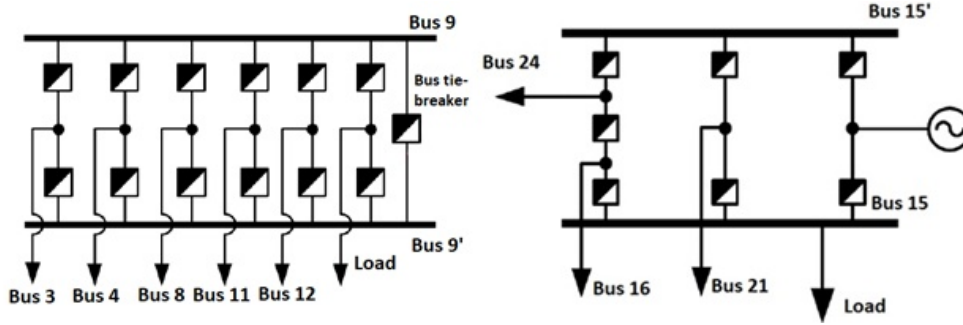 Bus 9
Bus tie-
breaker
Bus 9'
Bus 3
Bus 4
Bus 8
Bus 11
Bus 12
Load
Bus 15'
Bus 24
Bus 15
Bus 16
Bus 21
Load